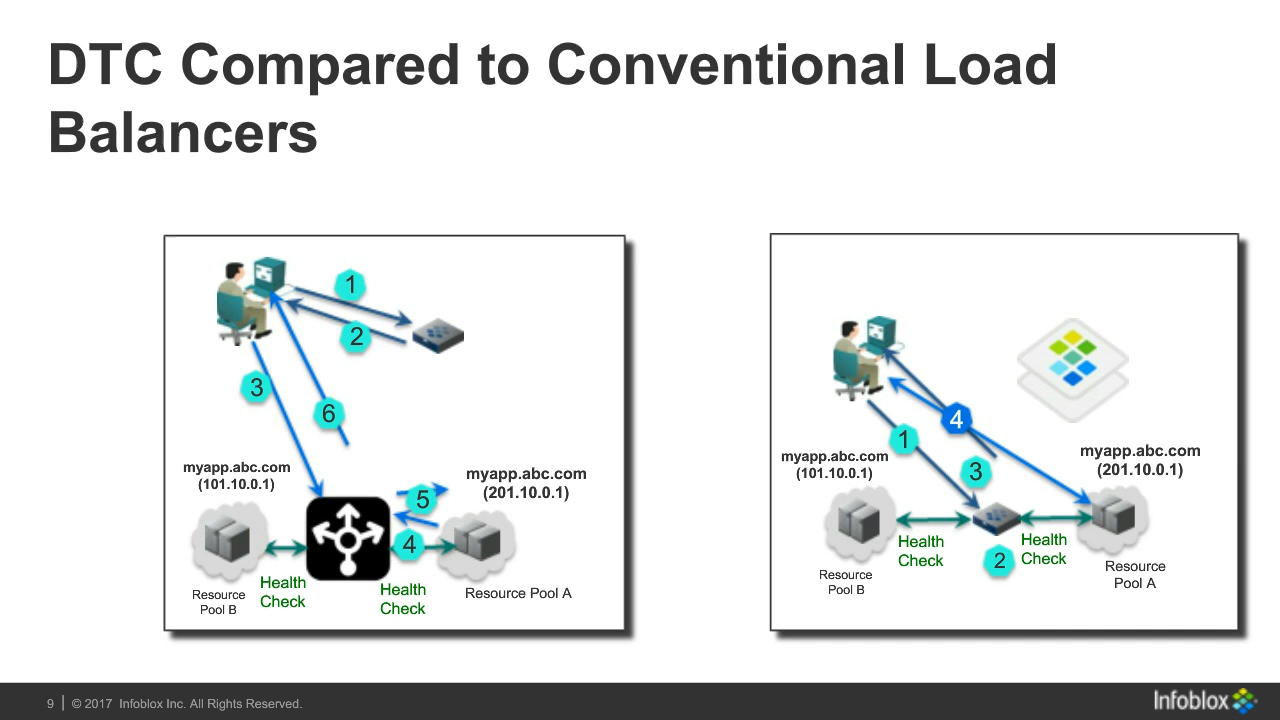 DTC Compared to Conventional Load
Balancers
1
2
3
6
myapp.abc.com
(101.10.0.1)
myapp.abc.com
(201.10.0.1)
5
4
Health
Check
Health
Check
Resource
Pool B
Resource Pool A
4
1
3
myapp.abc.com
(101.10.0.1)
myapp.abc.com
(201.10.0.1)
Health
Check
2
Health
Check
Resource
Pool B
Resource
Pool A
9 | © 2017 Infoblox Inc. All Rights Reserved.
Infoblox